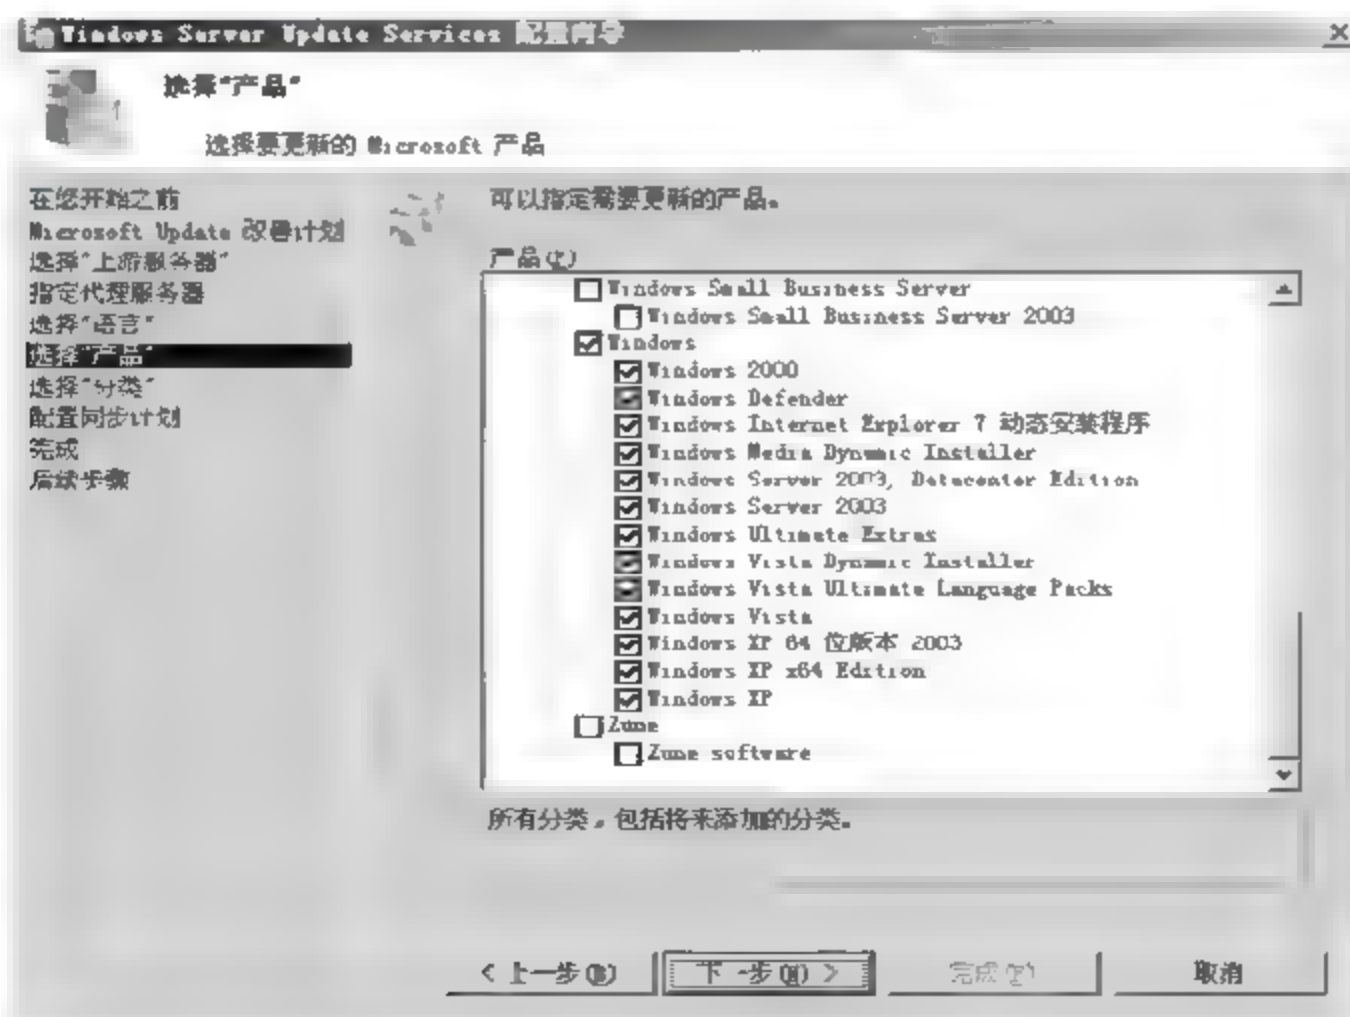 Windows Server Update Services 配置向导
选择"产品"
选择要更新的 Microsoft 产品
在您开始之前
Microsoft Update 改善计划
选择"上游服务器"
指定代理服务器
选择"语言"
选择"产品"
选择"分类"
配置同步计划
完成
后续步骤
可以指定需要更新的产品。
产品(P)
Windows Small Business Server
Windows Small Business Server 2003
Windows
Windows 2000
Windows Defender
Windows Internet Explorer 7 动态安装程序
Windows Media Dynamic Installer
Windows Server 2003, Datacenter Edition
Windows Server 2003
Windows Ultimate Extras
Windows Vista Dynamic Installer
Windows Vista Ultimate Language Packs
Windows Vista
Windows XP 64 位版本 2003
Windows XP x64 Edition
Windows XP
Zune
Zune software
所有分类，包括将来添加的分类。
< 上一步(B)
下一步(N) >
完成(F)
取消